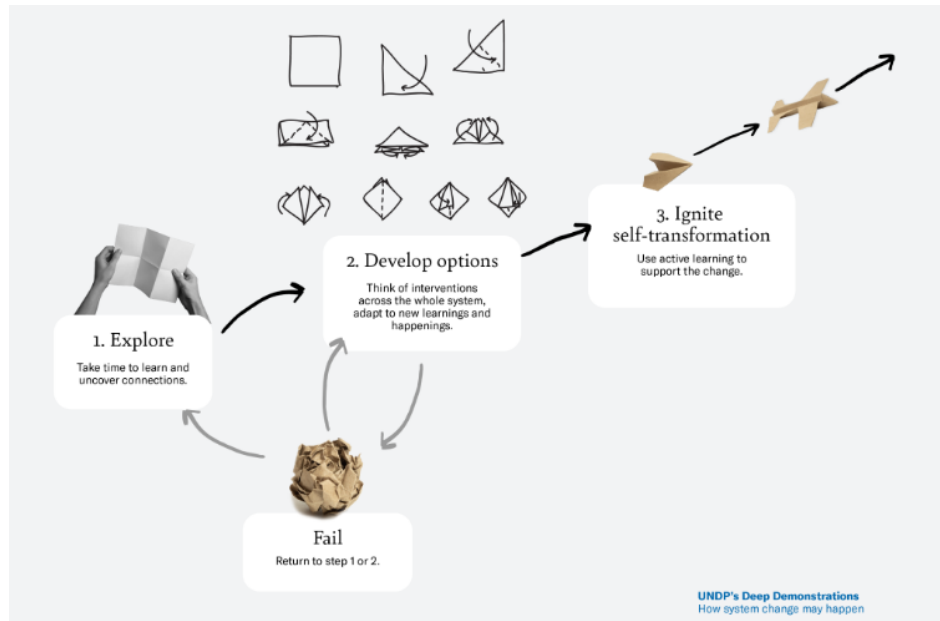 1. Explore
Take time to learn and
uncover connections.
2. Develop options
Think of interventions
across the whole system,
adapt to new learnings and
happenings.
3. Ignite
self-transformation
Use active learning to
support the change.
Fail
Return to step 1 or 2.
UNDP's Deep Demonstrations
How system change may happen